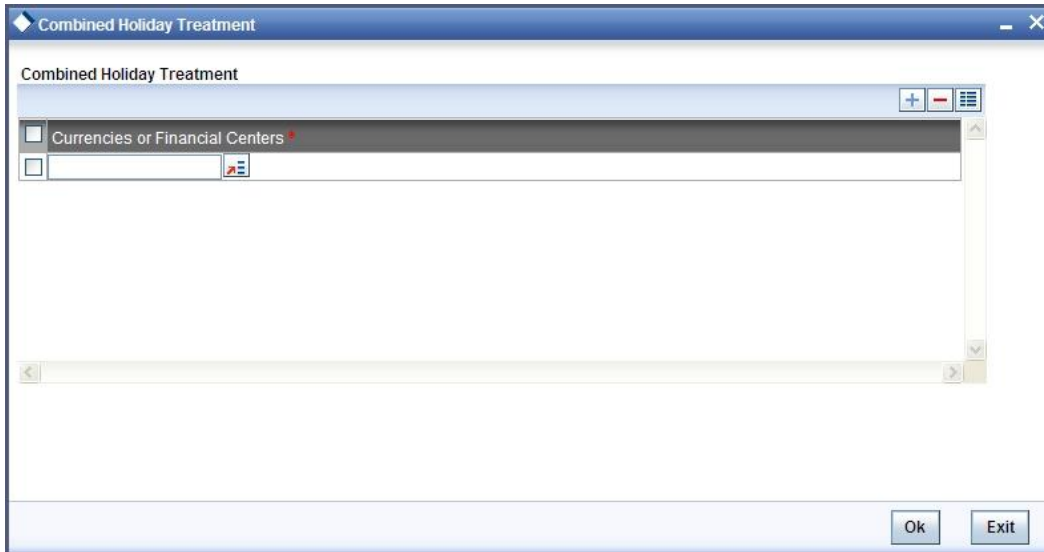 Combined Holiday Treatment
Combined Holiday Treatment
Currencies or Financial Centers *
Ok Exit